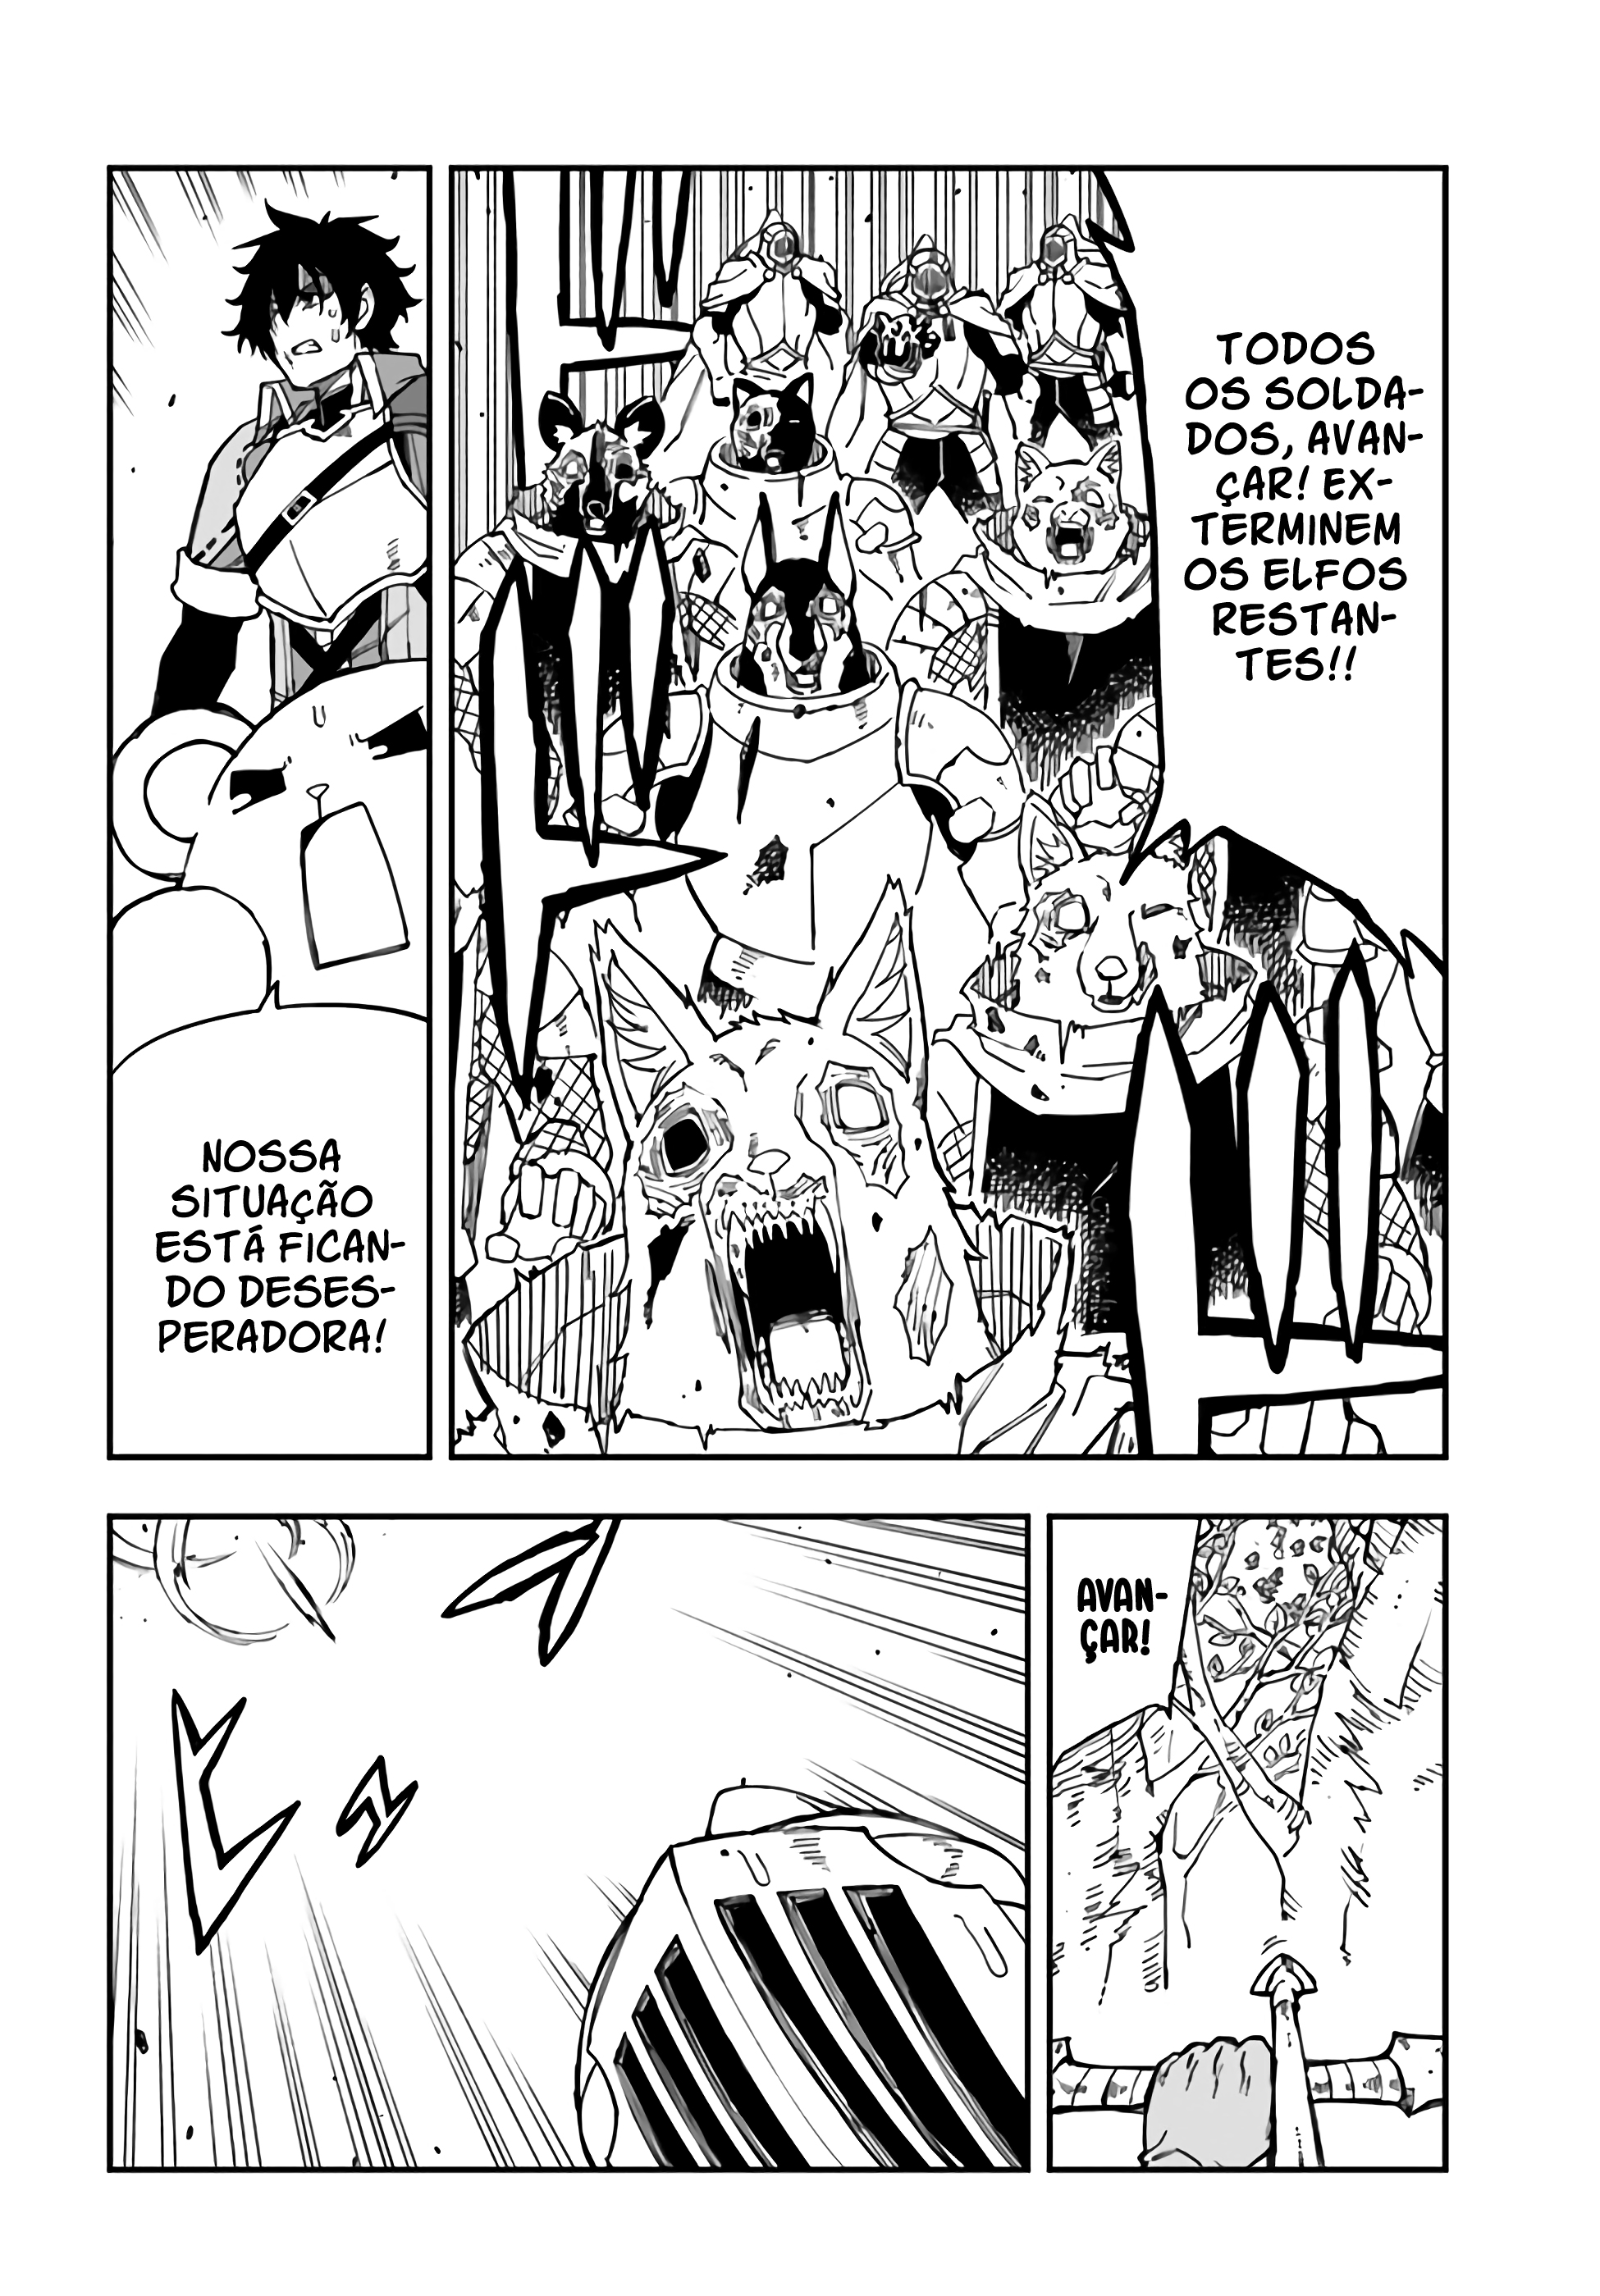 TODOS
OS SOLDA-
DOS, AVAN-
ÇAR! EX-
TERMINEM
OS ELFOS
RESTAN-
TES!!
NOSSA
SITUAÇÃO
ESTÁ FICAN-
DO DESES-
PERADORA!
AVAN-
ÇAR!